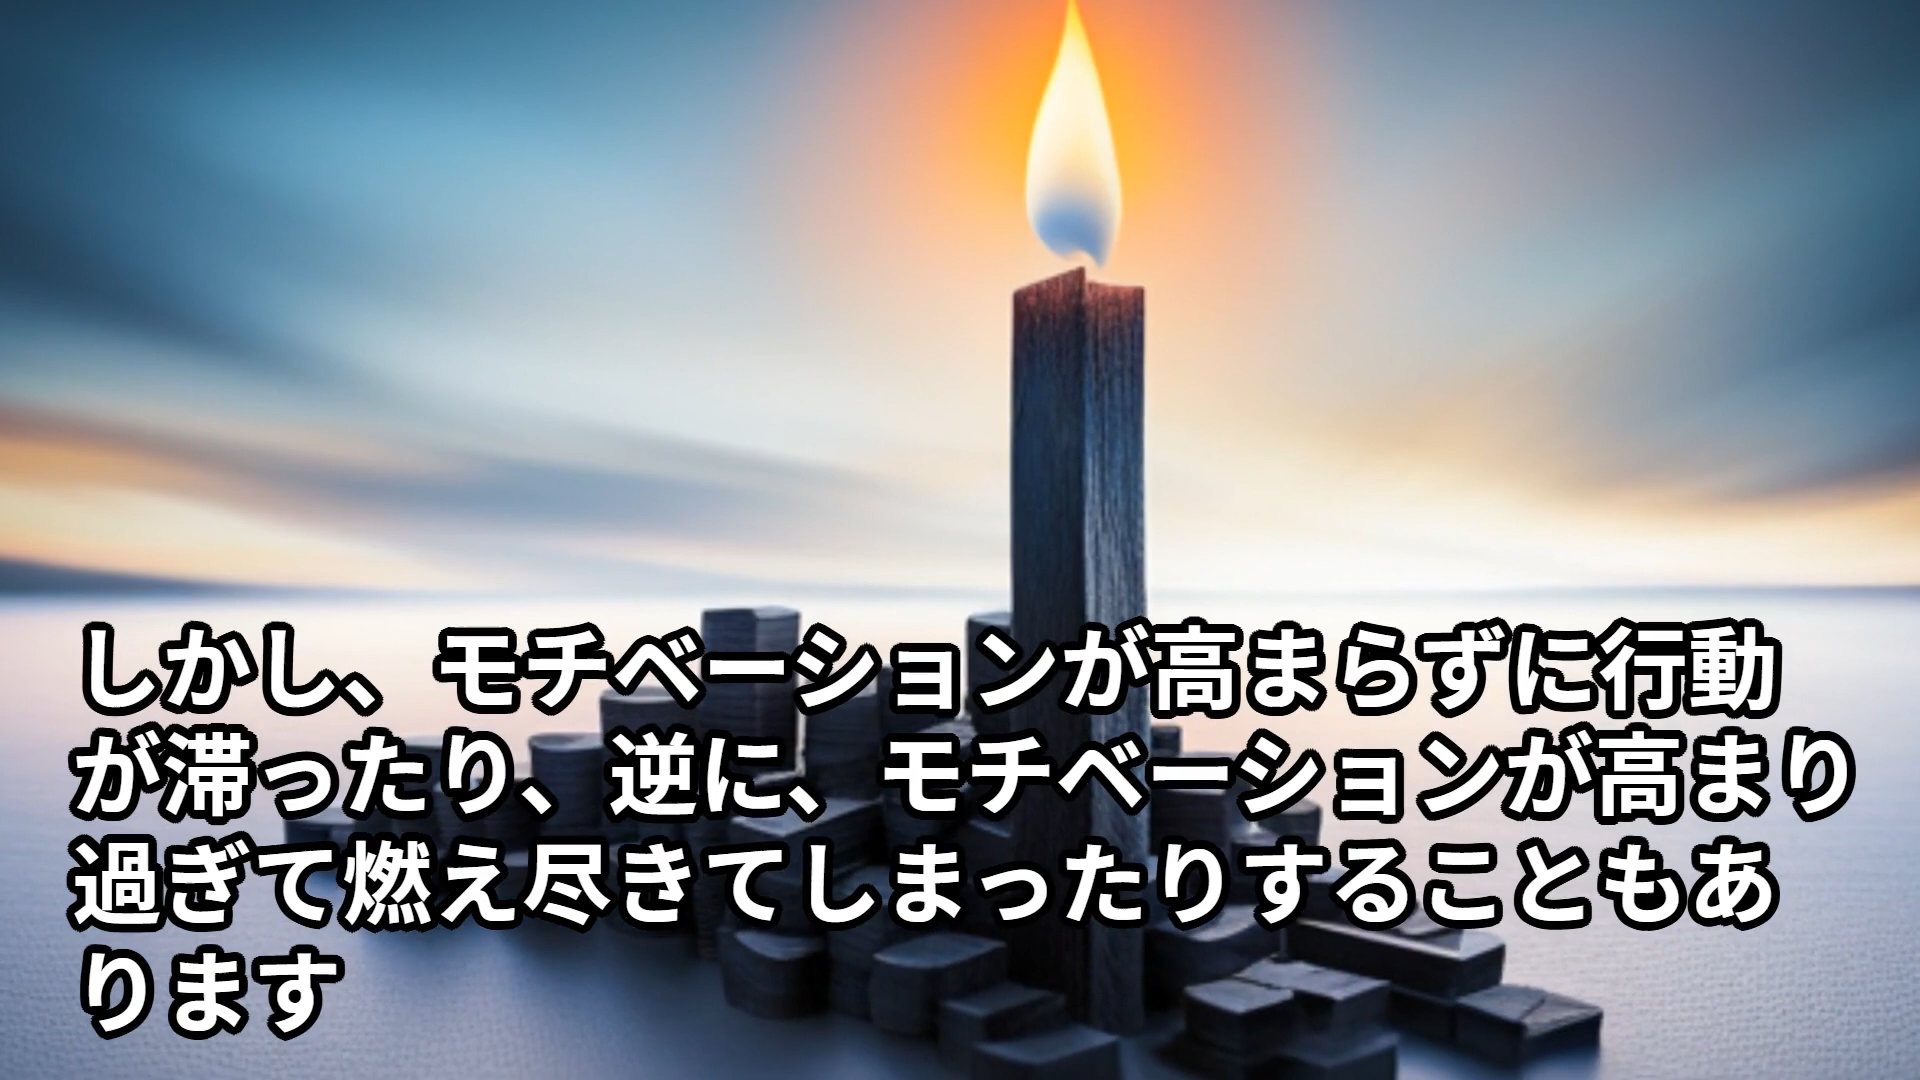 しかし、モチベーションが高まらずに行動
が滞ったり、逆に、モチベーションが高まり
過ぎて燃え尽きてしまったりすることもあ
ります